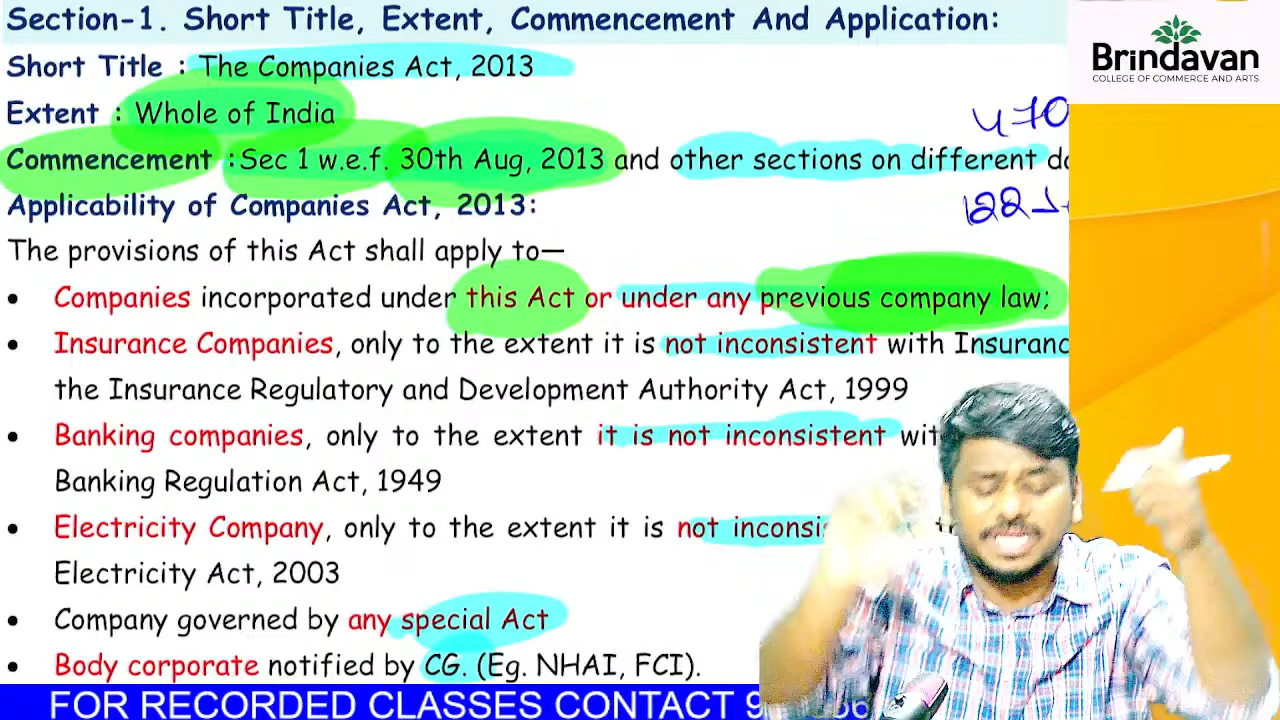 Section-1. Short Title, Extent, Commencement And Application:
Brindavan
COLLEGE OF COMMERCE AND ARTS
Short Title : The Companies Act, 2013
Extent : Whole of India
470
Commencement :Sec 1 w.e.f. 30th Aug, 2013 and other sections on different
Applicability of Companies Act, 2013:
The provisions of this Act shall apply to—
• Companies incorporated under this Act or under any previous company law;
• Insurance Companies, only to the extent it is not inconsistent with
the Insurance Regulatory and Development Authority Act, 1999
• Banking companies, only to the extent it is not inconsistent
Banking Regulation Act, 1949
• Electricity Company, only to the extent it is not
Electricity Act, 2003
• Company governed by any special Act
• Body corporate notified by CG. (Eg. NHAI, FCI).
FOR RECORDED CLASSES CONTACT